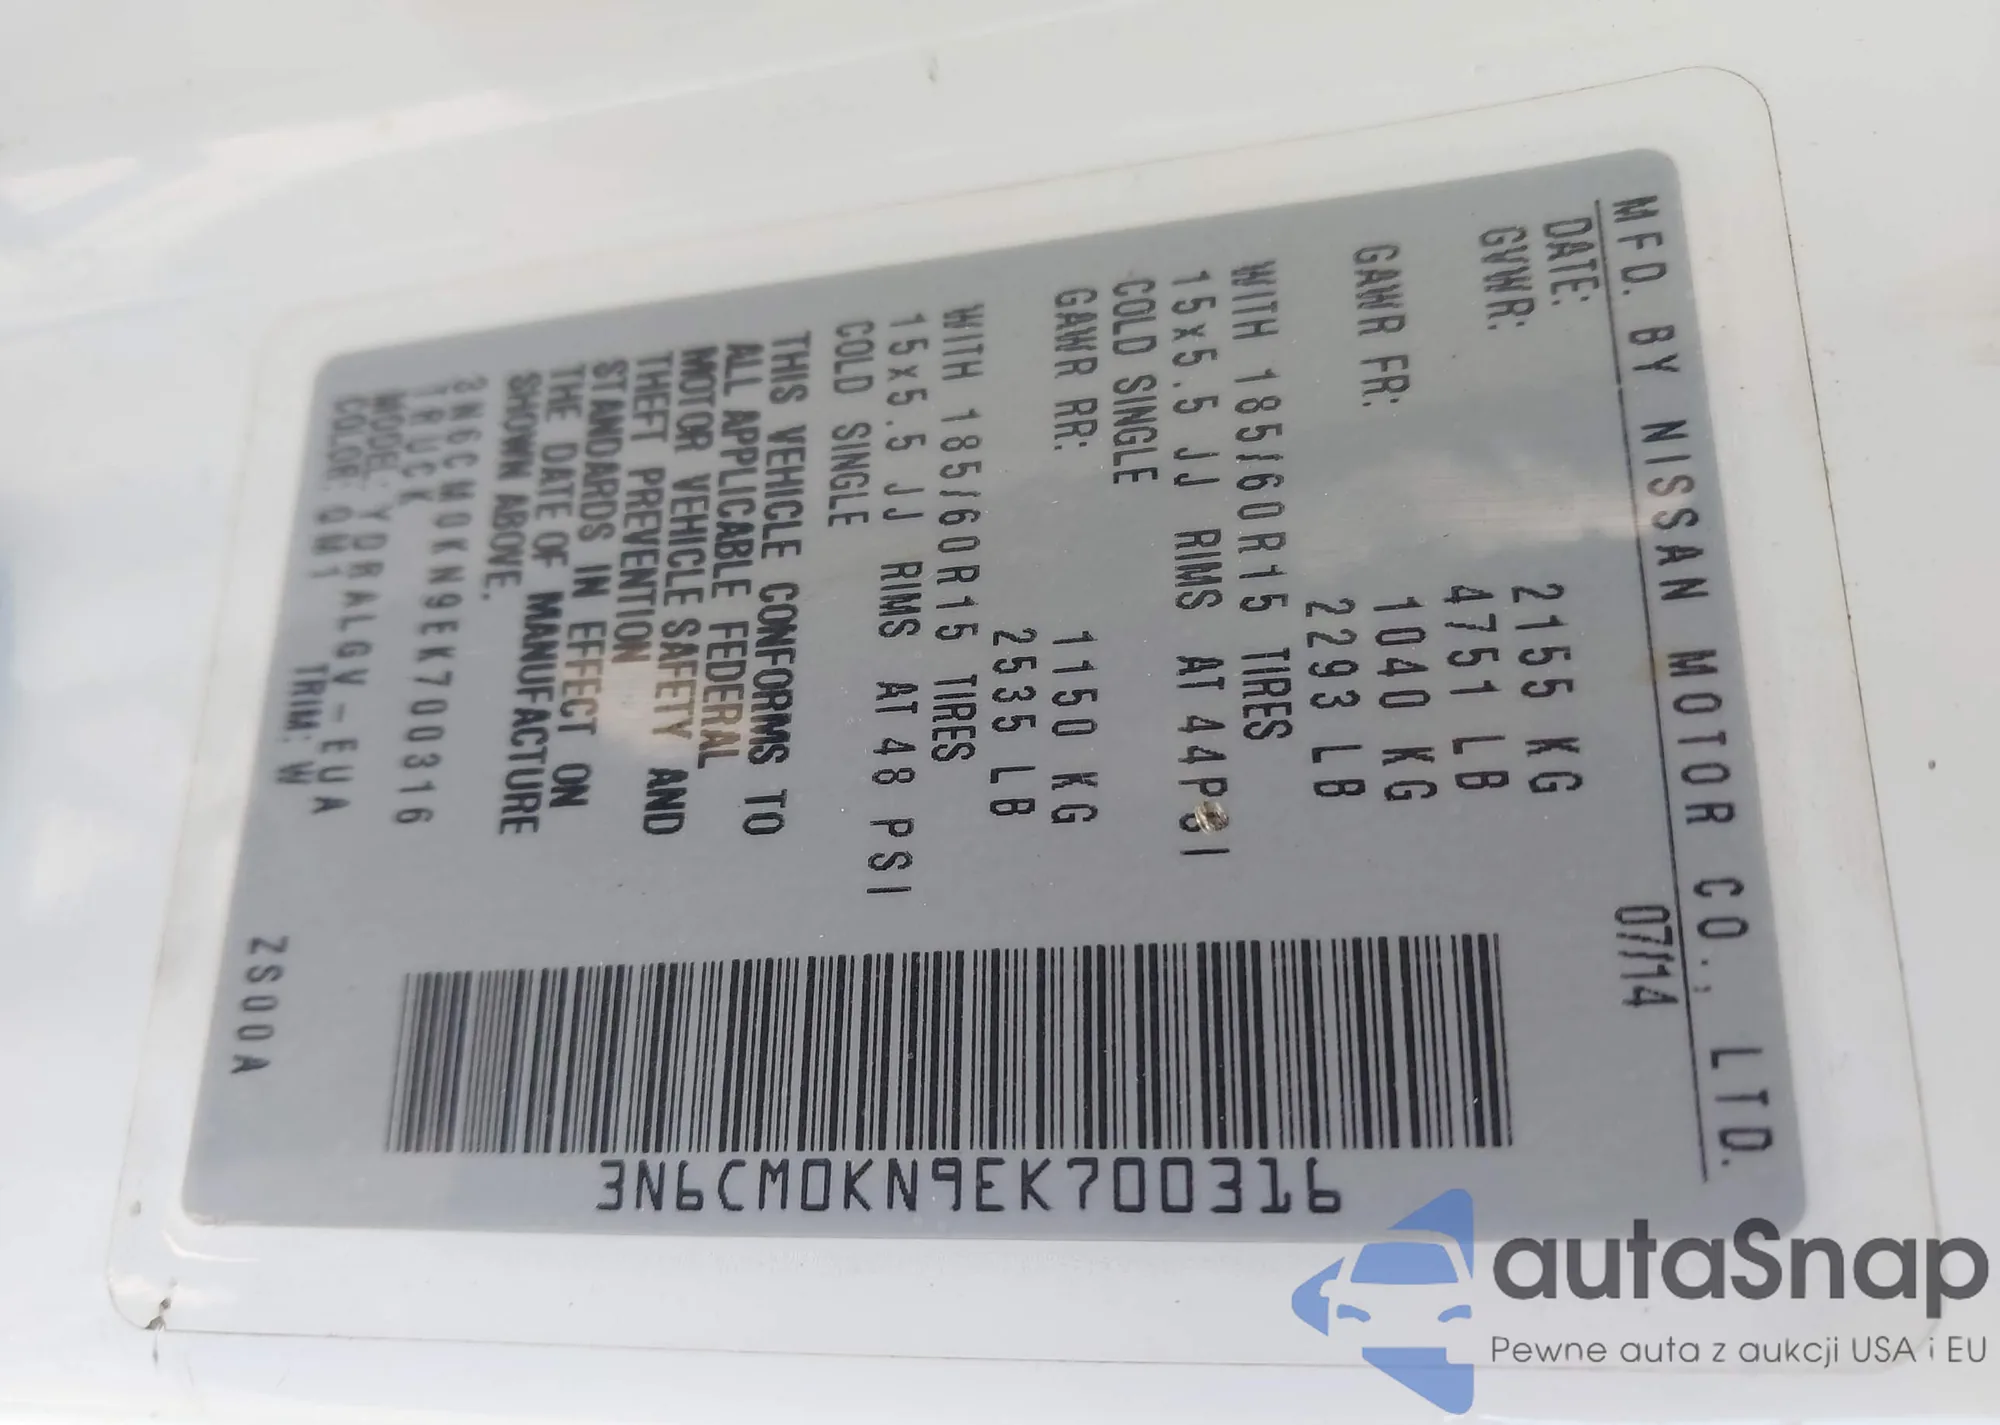 MFD. BY NISSAN MOTOR CO., LTD.
DATE: 07/14
GVWR: 2155 KG
4751 LB
GAWR FR: 1040 KG
2293 LB
WITH 185/60R15 TIRES
15x5.5 JJ RIMS AT 44PSI
COLD SINGLE
GAWR RR: 1150 KG
2535 LB
WITH 185/60R15 TIRES
15x5.5 JJ RIMS AT 48 PSI
COLD SINGLE
THIS VEHICLE CONFORMS TO
ALL APPLICABLE FEDERAL
MOTOR VEHICLE SAFETY AND
THEFT PREVENTION
STANDARDS IN EFFECT ON
THE DATE OF MANUFACTURE
SHOWN ABOVE.
3N6CM0KN9EK700316
TRUCK
MODEL: YDRALGV-EUA
COLOR: QM1 TRIM: W
ZS00A
3N6CM0KN9EK700316
autaSnap
Pewne auta z aukcji USA i EU